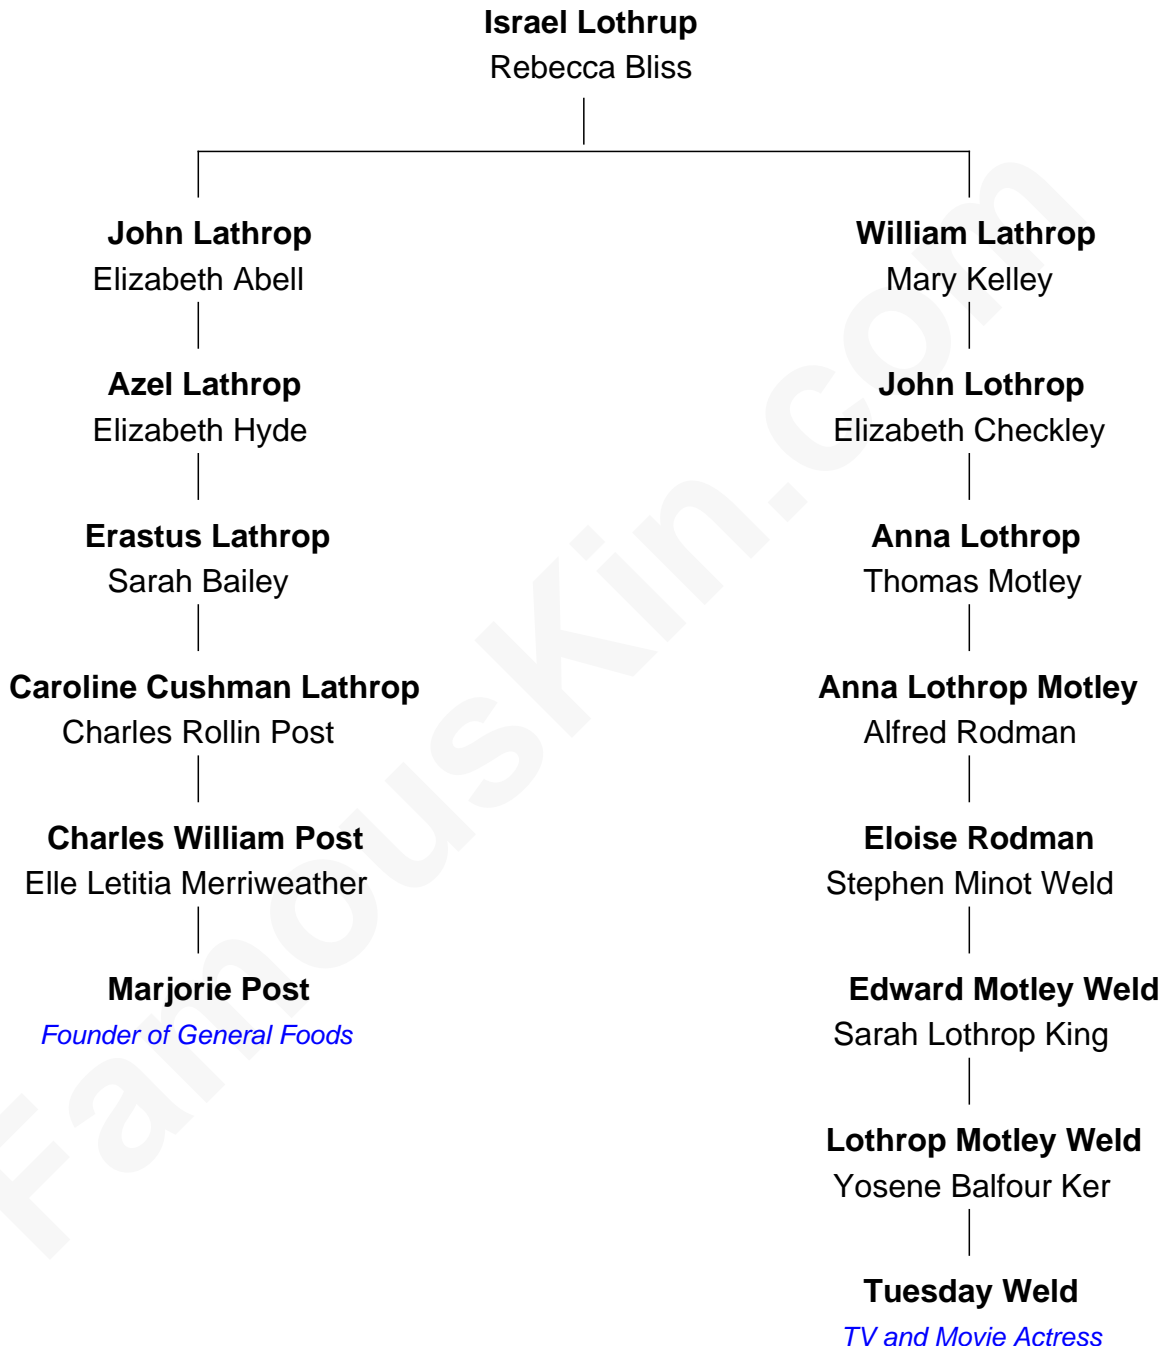 Israel Lothrup
Rebecca Bliss
John Lathrop
Elizabeth Abell
Azel Lathrop
Elizabeth Hyde
Erastus Lathrop
Sarah Bailey
Caroline Cushman Lathrop
Charles Rollin Post
Charles William Post
Elle Letitia Merriweather
Marjorie Post
Founder of General Foods
William Lathrop
Mary Kelley
John Lothrop
Elizabeth Checkley
Anna Lothrop
Thomas Motley
Anna Lothrop Motley
Alfred Rodman
Eloise Rodman
Stephen Minot Weld
Edward Motley Weld
Sarah Lothrop King
Lothrop Motley Weld
Yosene Balfour Ker
Tuesday Weld
TV and Movie Actress
FamousKin.com